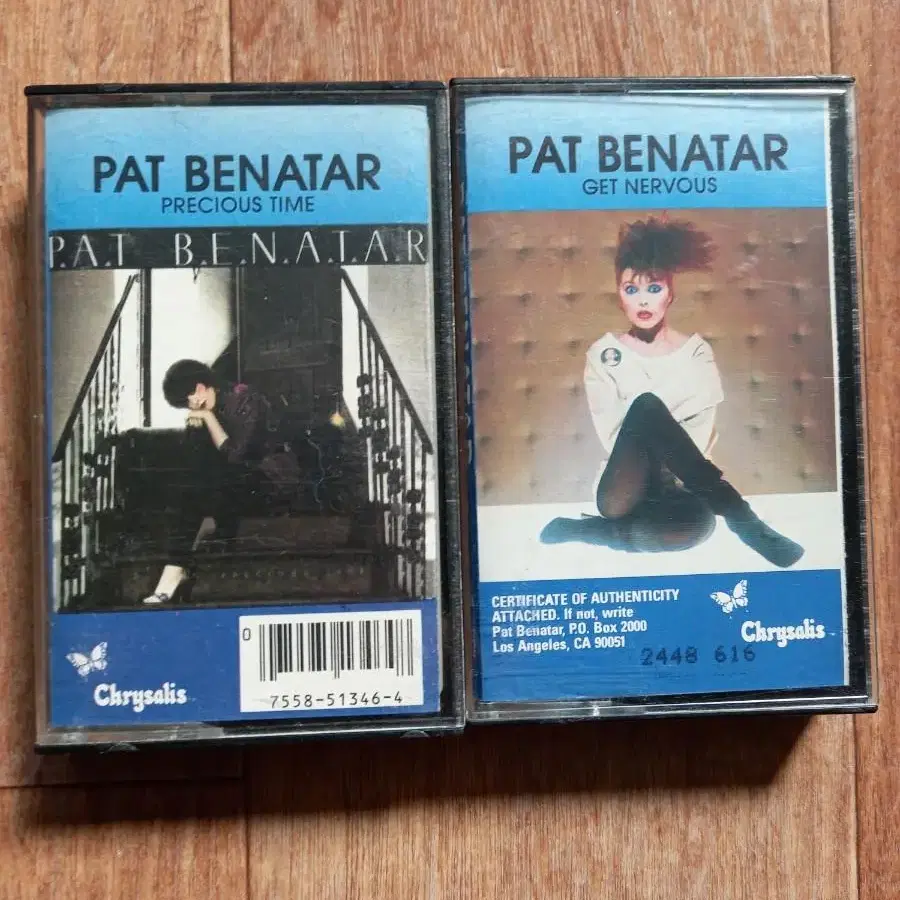 PAT BENATAR
PRECIOUS TIME
P.A.T B.E.N.A.T.A.R
Chrysalis
0
7558-51346-4
PAT BENATAR
GET NERVOUS
CERTIFICATE OF AUTHENTICITY
ATTACHED. If not, write
Pat Benatar, P.O. Box 2000
Los Angeles, CA 90051
Chrysalis
2448 616